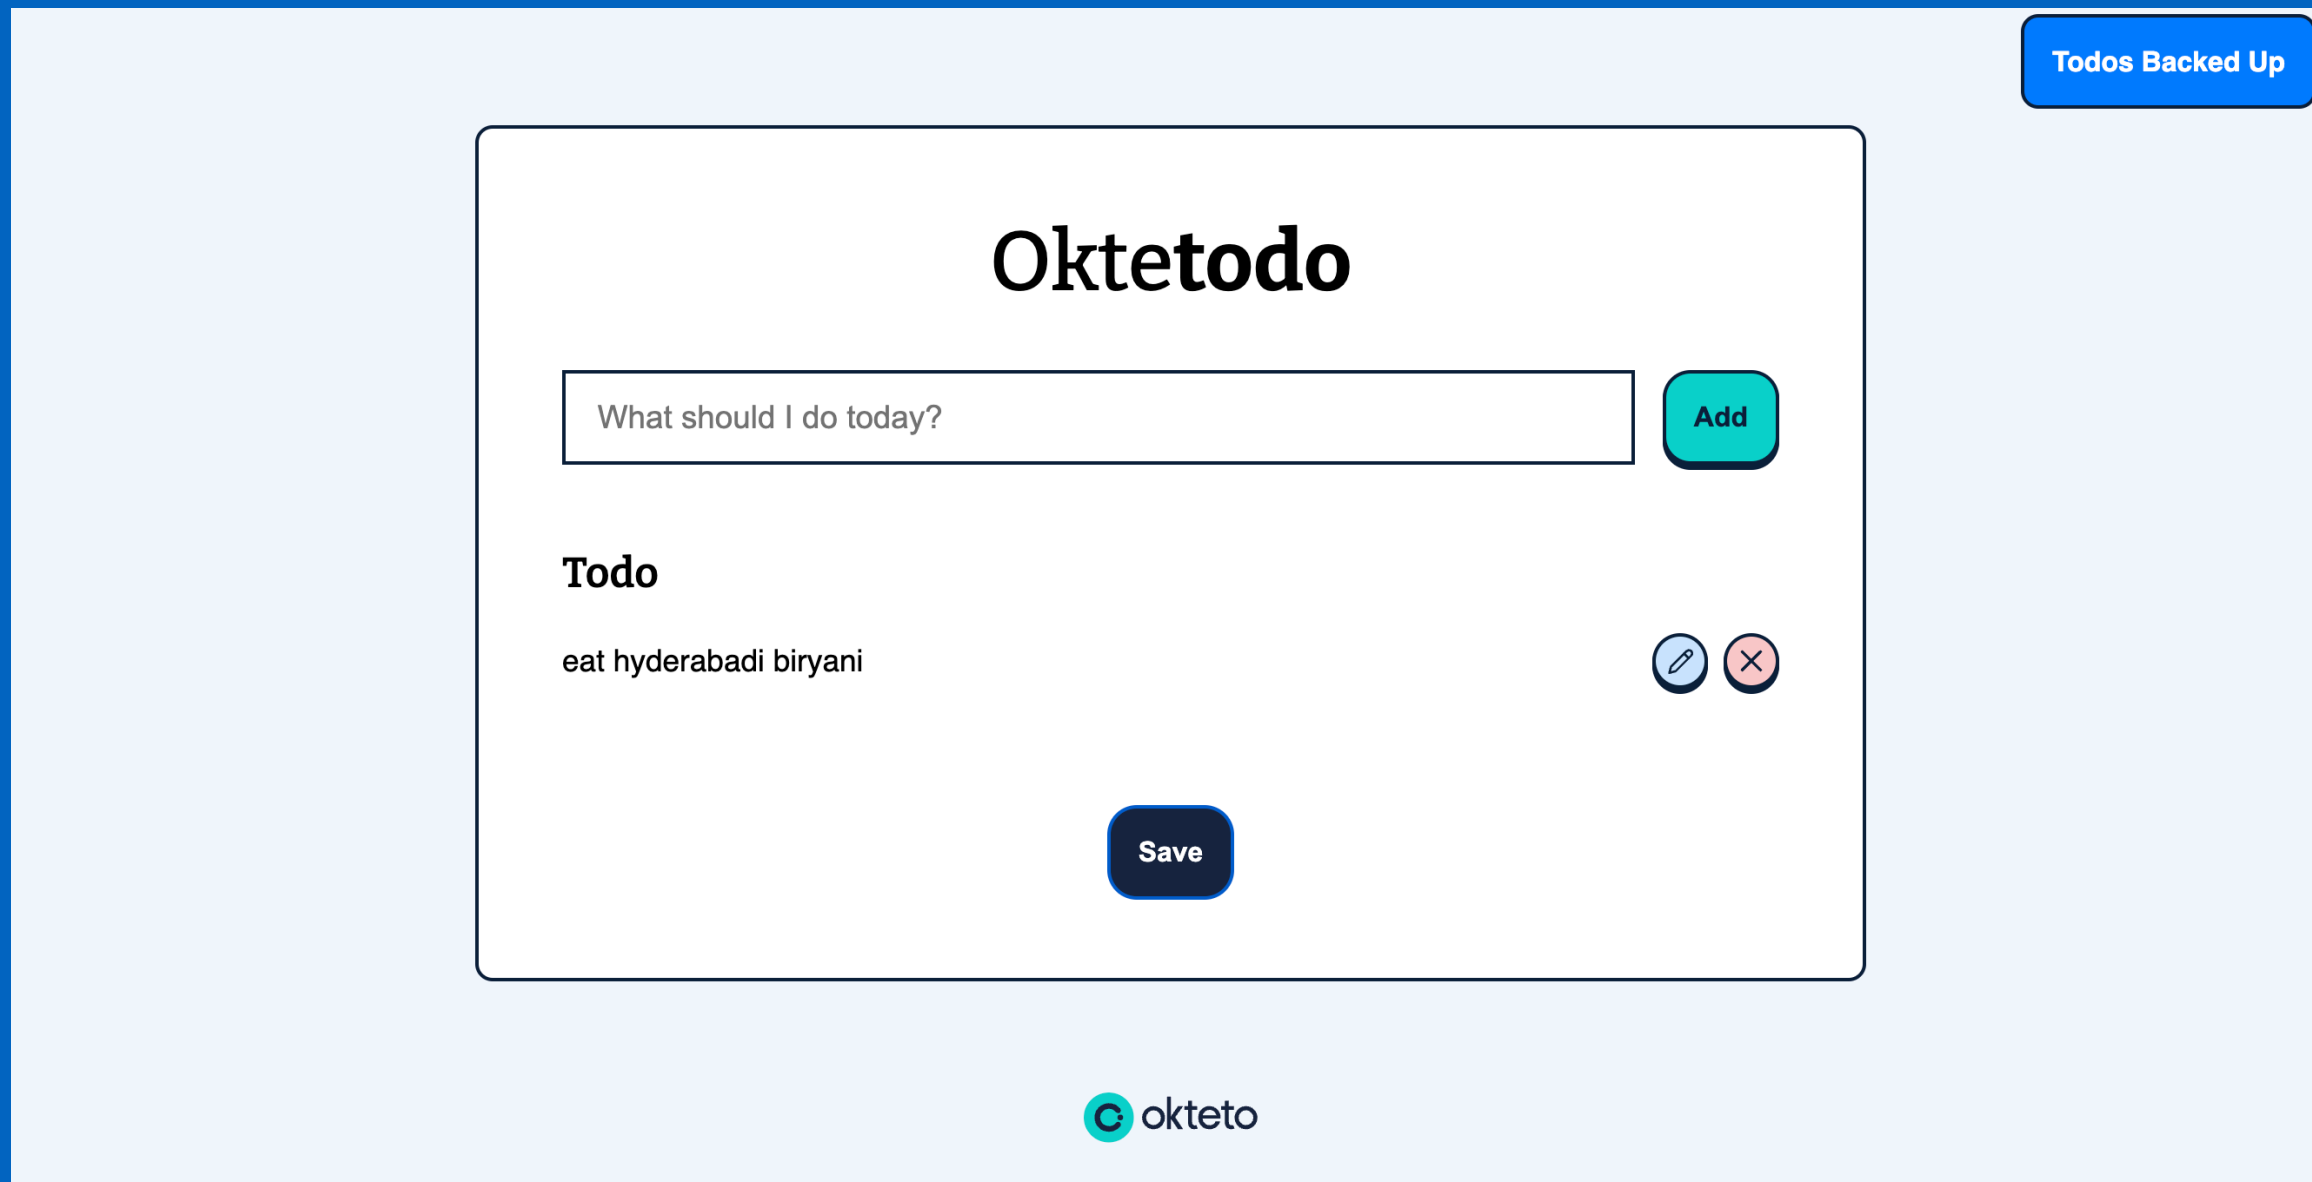 Todos Backed Up
Oktetodo
What should I do today?
Add
Todo
eat hyderabadi biryani
Save
okteto